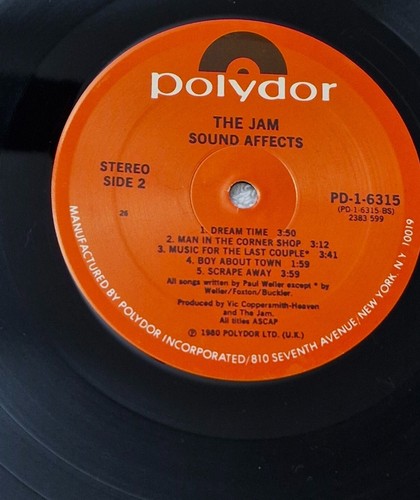 polydor
THE JAM
SOUND AFFECTS
STEREO
SIDE 2
PD-1-6315
(PD-1-6315-BS)
2383 599
26
1. DREAM TIME 3:50
2. MAN IN THE CORNER SHOP 3:12
3. MUSIC FOR THE LAST COUPLE* 3:41
4. BOY ABOUT TOWN 1:59
5. SCRAPE AWAY 3:59
All songs written by Paul Weller except * by
Weller/Foxton/Buckler.
Produced by Vic Coppersmith-Heaven
and The Jam.
All titles ASCAP
Ⓟ 1980 POLYDOR LTD. (U.K.)
MANUFACTURED BY POLYDOR INCORPORATED/810 SEVENTH AVENUE/NEW YORK, N.Y. 10019